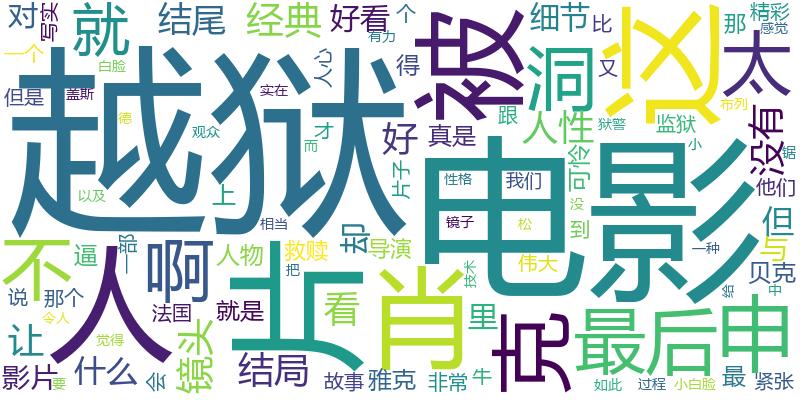 对
写实
就
结尾
经典
好看
个
有力
细节
比
那
精彩
感觉
一个
白脸
越狱
被
洞
这
太
但是
盖斯
实在
人心
得
又
布列
德
观众
才
而
好
真是
跟
人性
狱警
监狱
小
没有
锯
以及
上
片子
可怜
性格
我们
他们
没
相当
电影
镜子
松
到
但
不
逼
一部
啊
人物
救赎
却
导演
伟大
一种
与
把
技术
贝克
说
那个
人
法国
就是
看
肖
里
克
最后
申
给
中
令人
让
觉得
镜头
影片
要
什么
会
结局
故事
雅克
非常
牛
如此
过程
小白脸
最
紧张